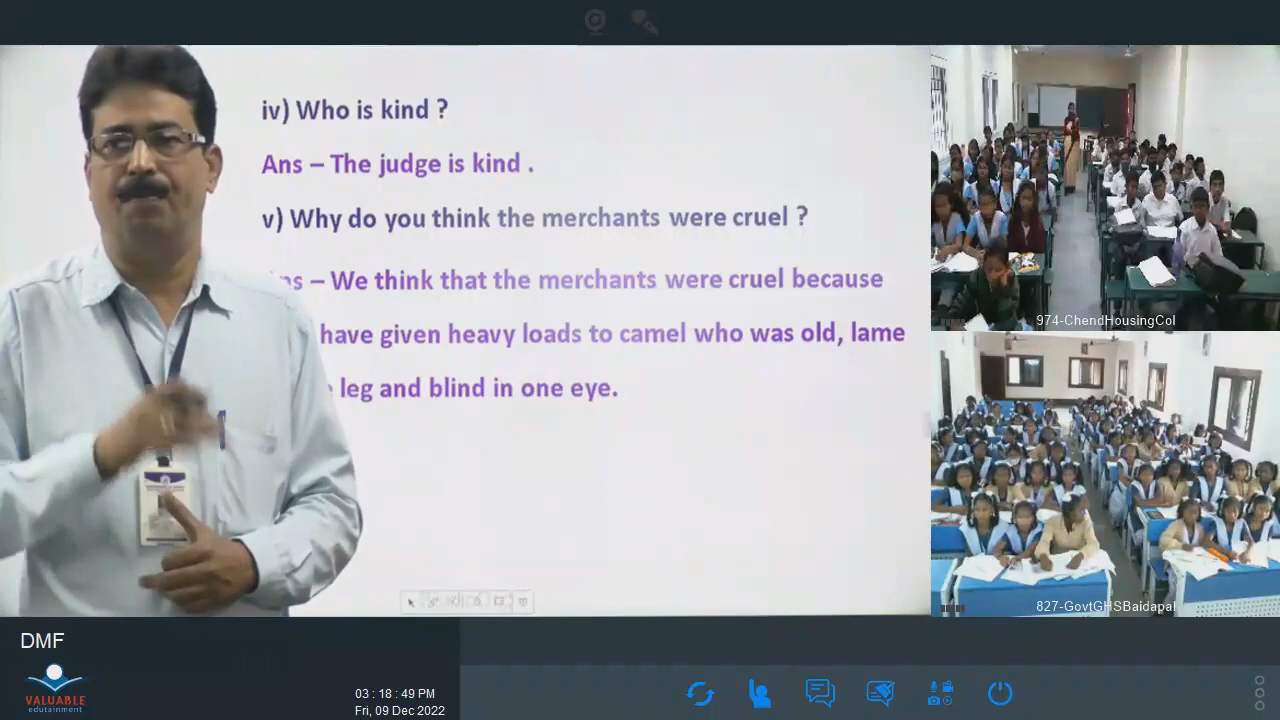 iv) Who is kind ?
Ans – The judge is kind .
v) Why do you think the merchants were cruel ?
– We think that the merchants were cruel because
have given heavy loads to camel who was old, lame
leg and blind in one eye.
974-ChendHousingCol
827-GovtGHSBaidapal
DMF
VALUABLE
edutainment
03 : 18 : 49 PM
Fri, 09 Dec 2022